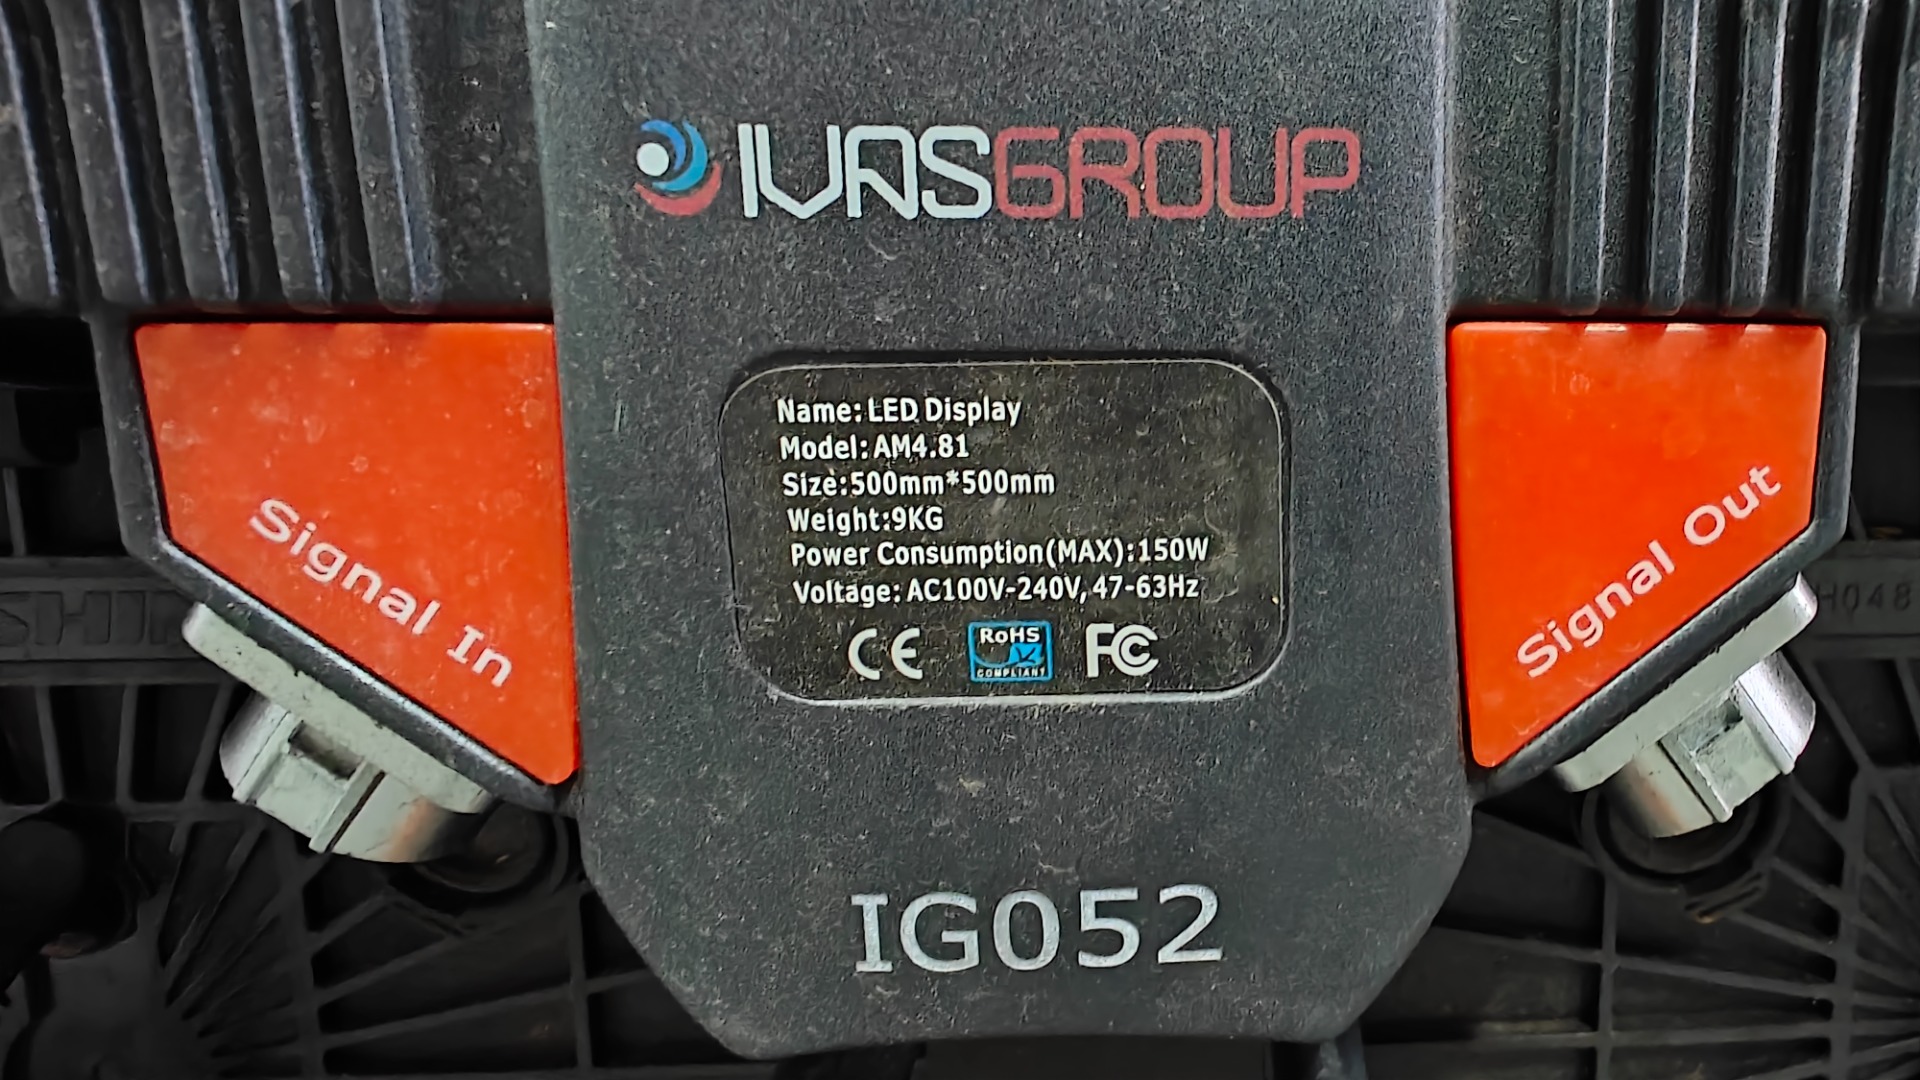 IVASGROUP
Name: LED Display
Model: AM4.81
Size:500mm*500mm
Weight:9KG
Power Consumption(MAX):150W
Voltage: AC100V-240V, 47-63Hz
CE
RoHS
COMPLIANT
FC
Signal In
Signal Out
IG052
H048